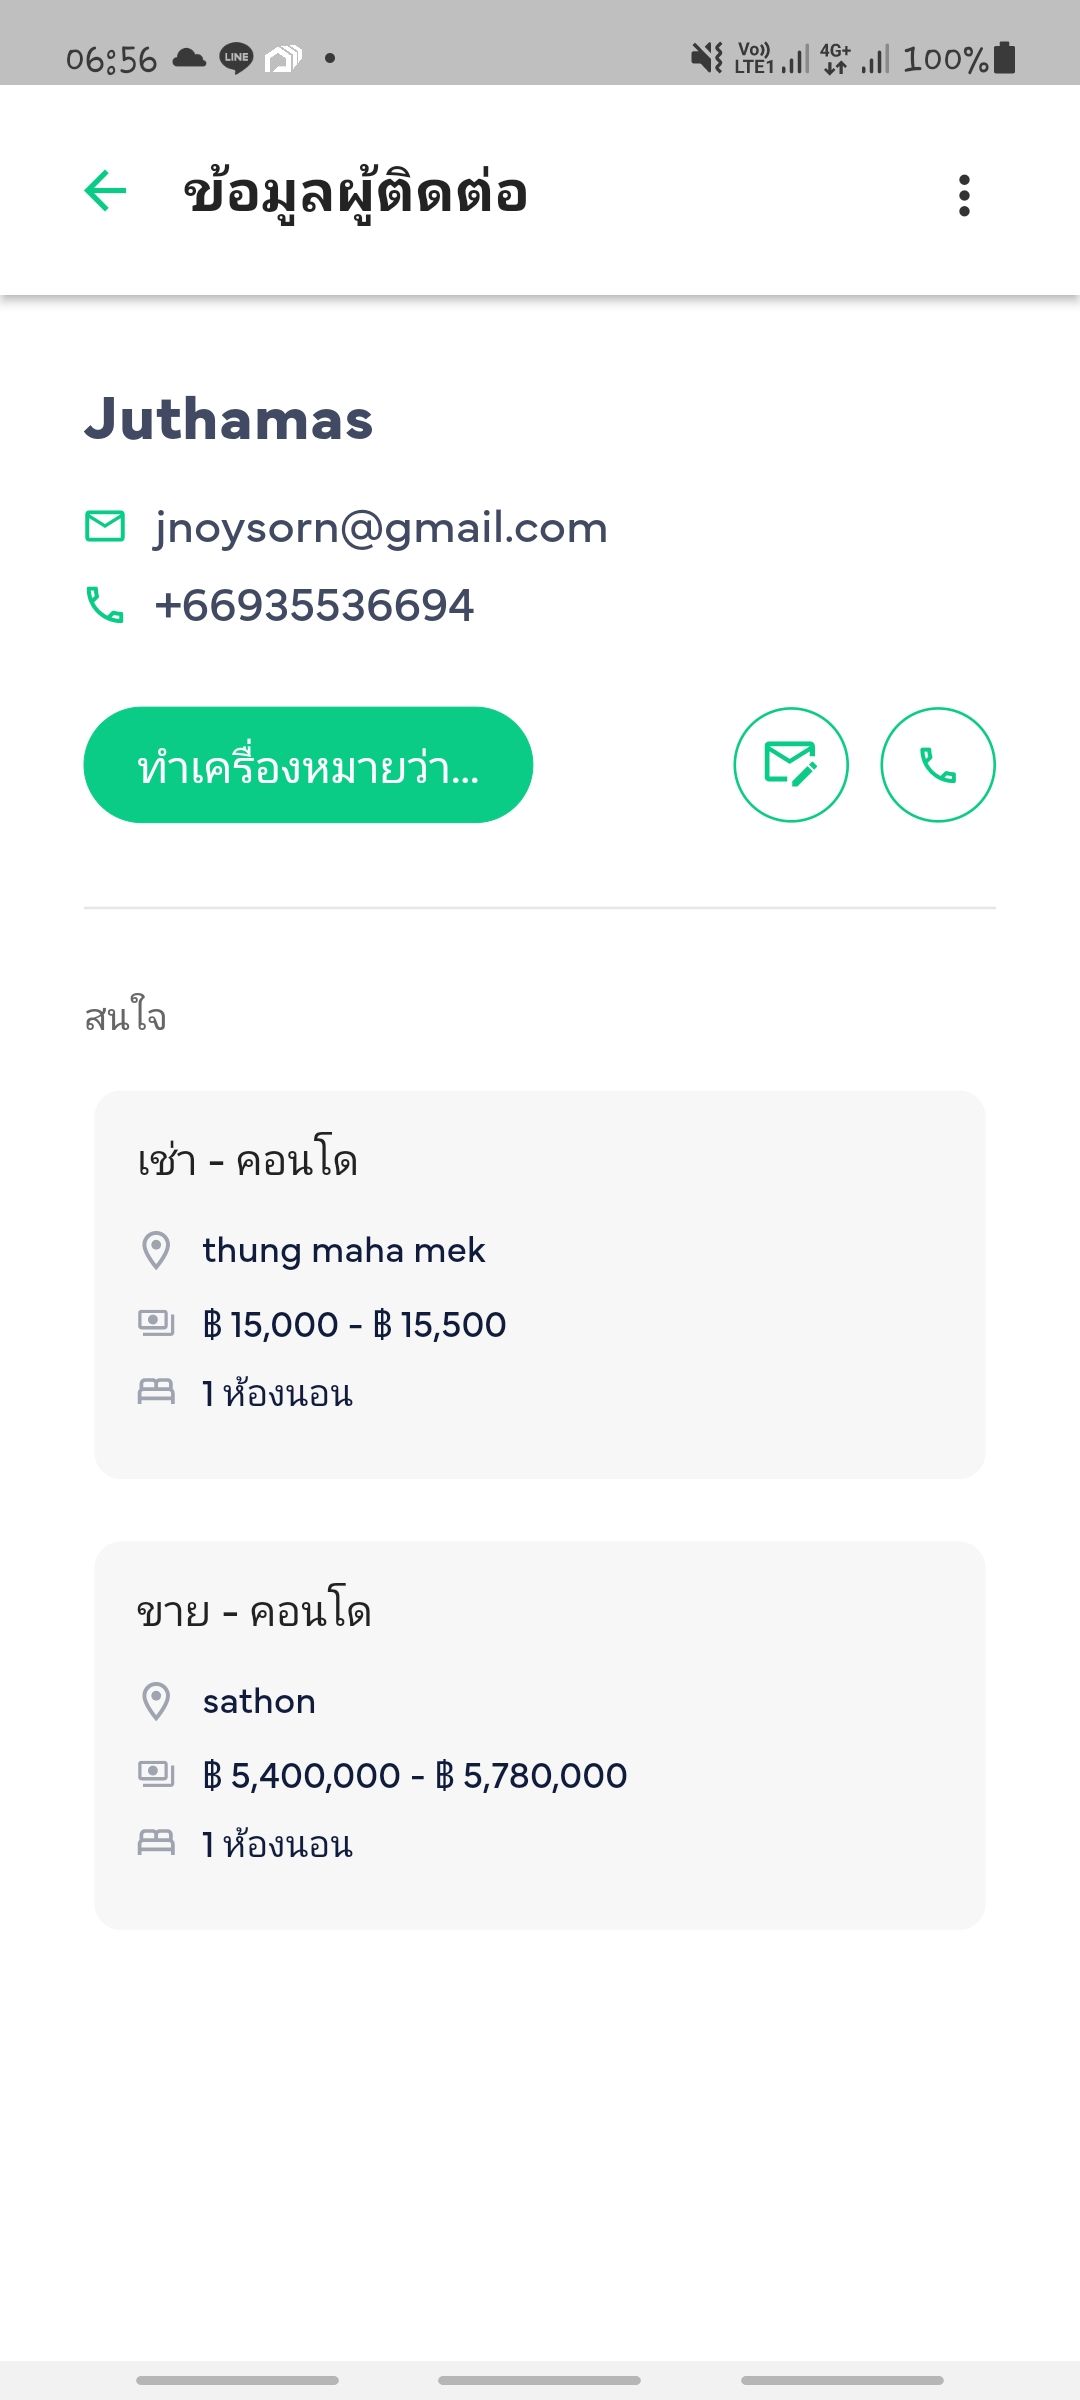 06:56 LINE Vo)) LTE1 4G+ 100%
ข้อมูลผู้ติดต่อ
Juthamas
jnoysorn@gmail.com
+66935536694
ทำเครื่องหมายว่า...
สนใจ
เช่า - คอนโด
thung maha mek
฿ 15,000 - ฿ 15,500
1 ห้องนอน
ขาย - คอนโด
sathon
฿ 5,400,000 - ฿ 5,780,000
1 ห้องนอน